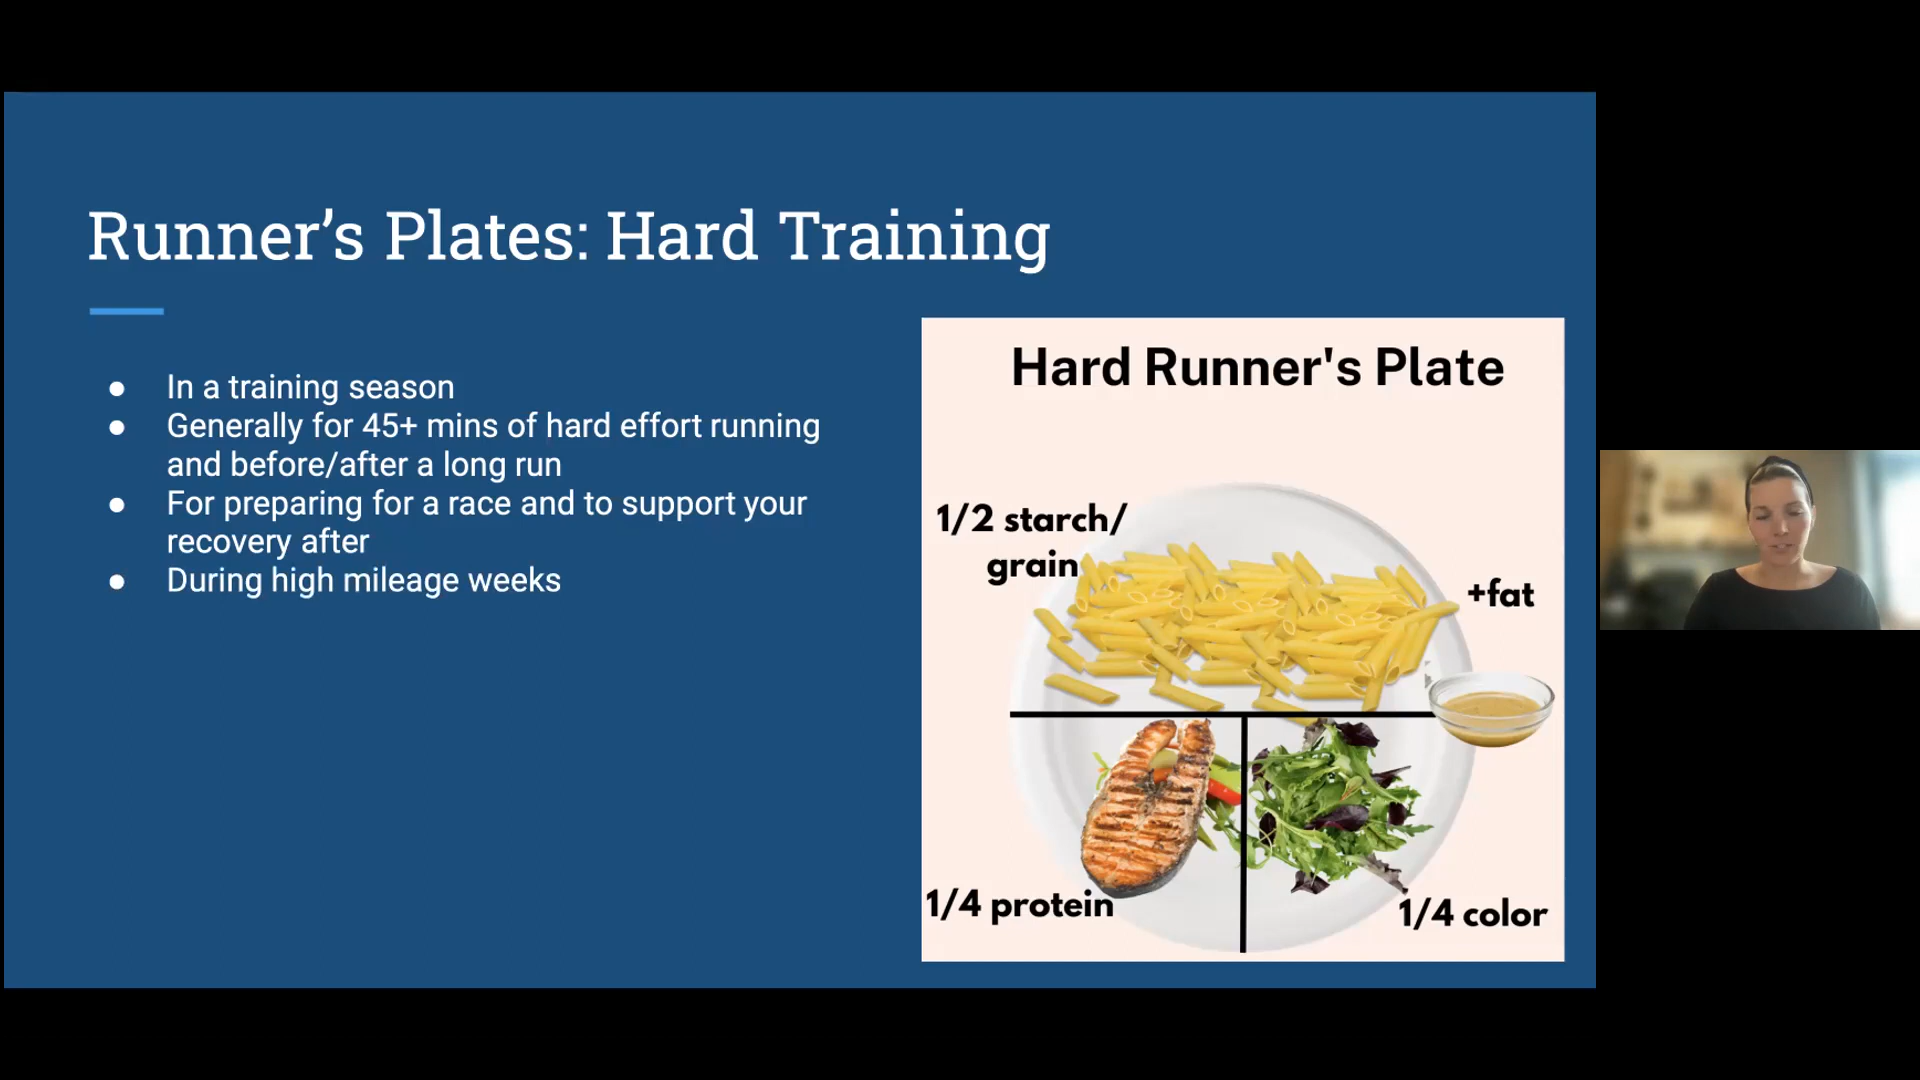 Runner’s Plates: Hard Training
● In a training season
● Generally for 45+ mins of hard effort running
and before/after a long run
● For preparing for a race and to support your
recovery after
● During high mileage weeks
Hard Runner's Plate
1/2 starch/
grain
+fat
1/4 protein
1/4 color